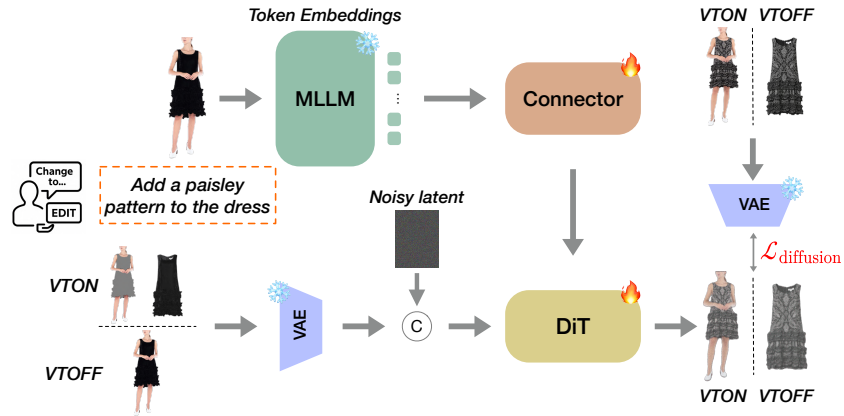 Token Embeddings
VTON
VTOFF
MLLM
Connector
Change
to...
EDIT
Add a paisley
pattern to the dress
Noisy latent
VAE
ℒdiffusion
VTON
VTOFF
VAE
C
DiT
VTON
VTOFF